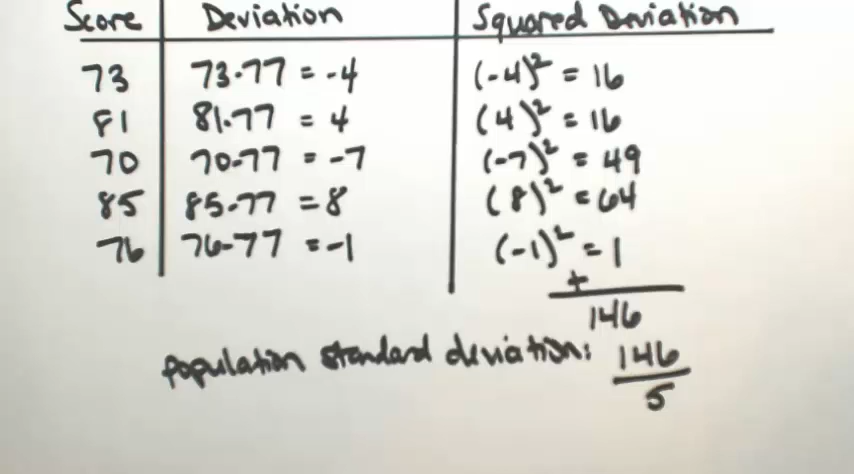 Score Deviation Squared Deviation
73 73-77 = -4 (-4)² = 16
81 81-77 = 4 (4)² = 16
70 70-77 = -7 (-7)² = 49
85 85-77 = 8 (8)² = 64
76 76-77 = -1 (-1)² = 1
+
146
population standard deviation: 146
5